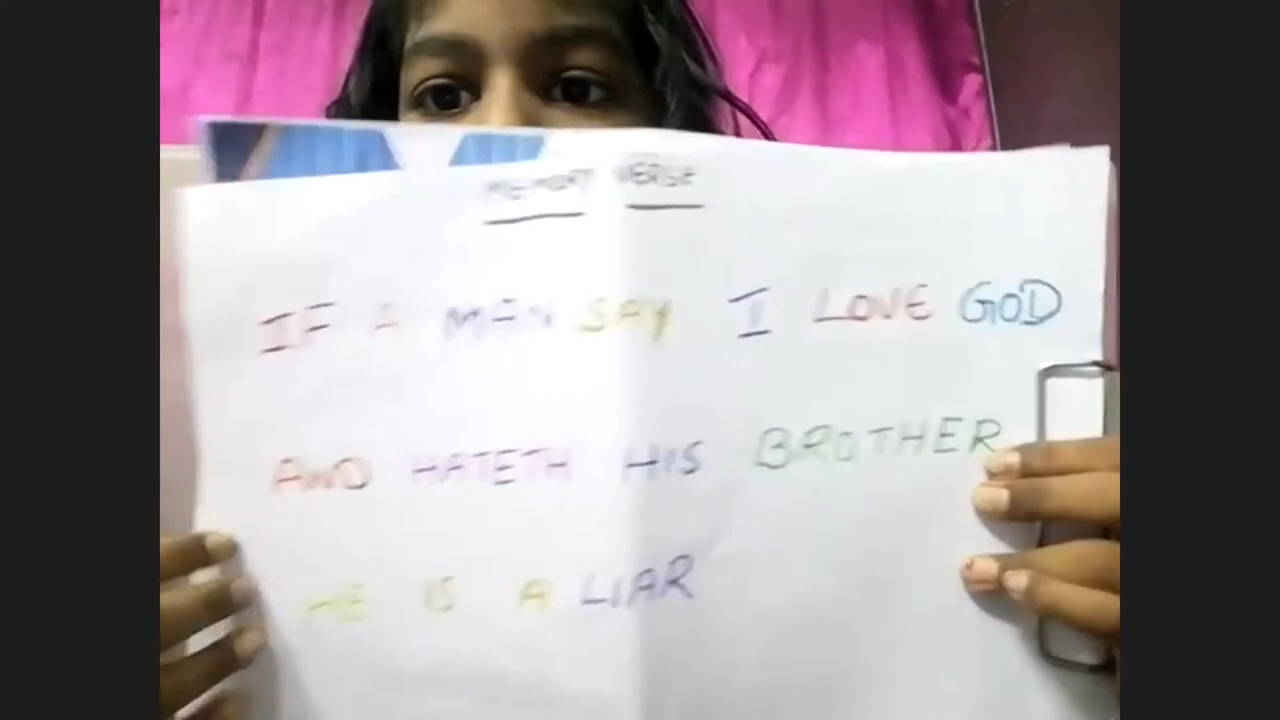 MEMORY VERSE
IF A MAN SAY I LOVE GOD
AND HATETH HIS BROTHER
HE IS A LIAR